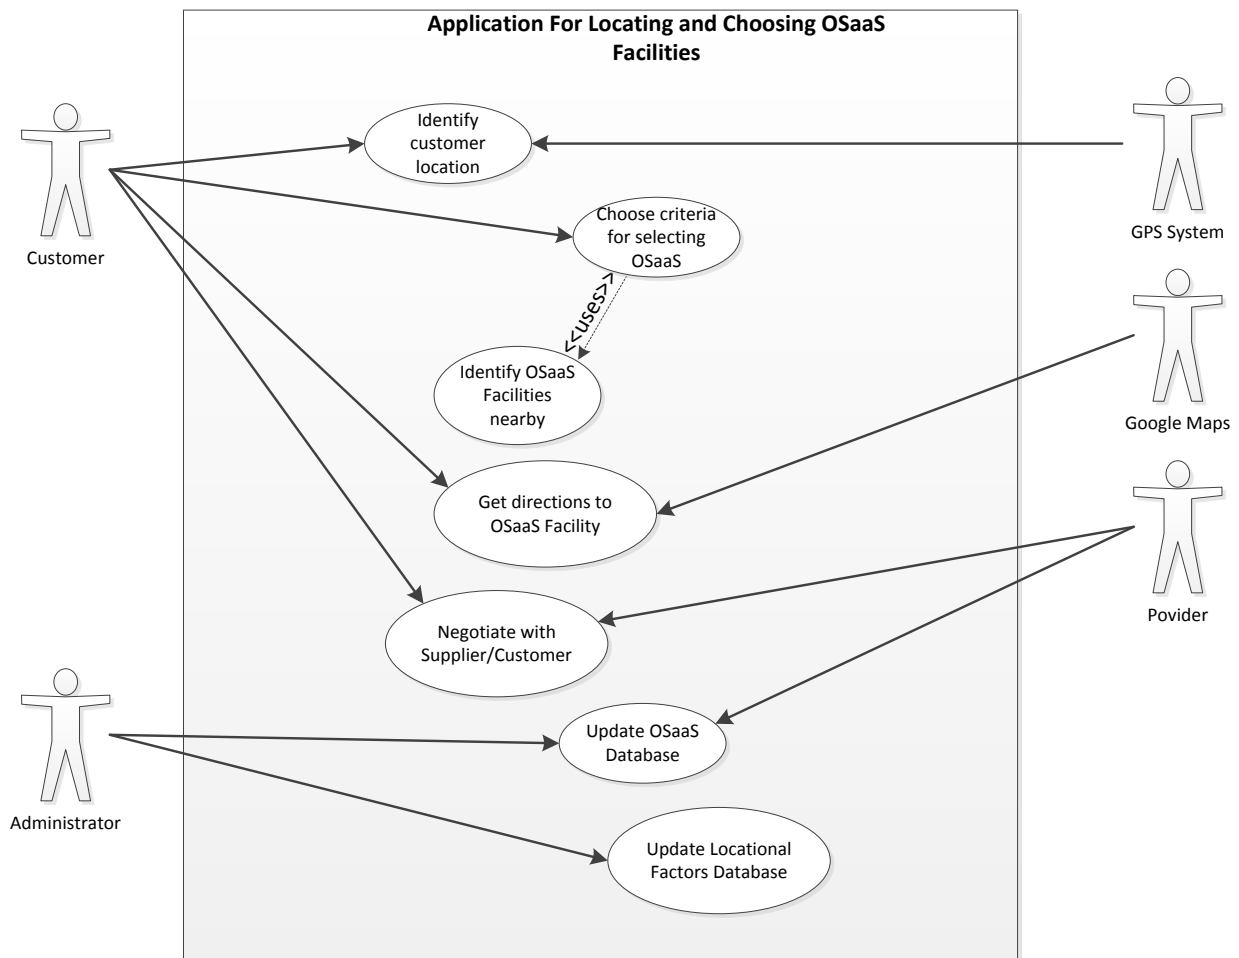 Application For Locating and Choosing OSaaS
Facilities
Identify
customer
location
Customer
GPS System
Choose criteria
for selecting
OSaaS
<<uses>>
Identify OSaaS
Facilities
nearby
Google Maps
Get directions to
OSaaS Facility
Povider
Negotiate with
Supplier/Customer
Update OSaaS
Database
Administrator
Update Locational
Factors Database